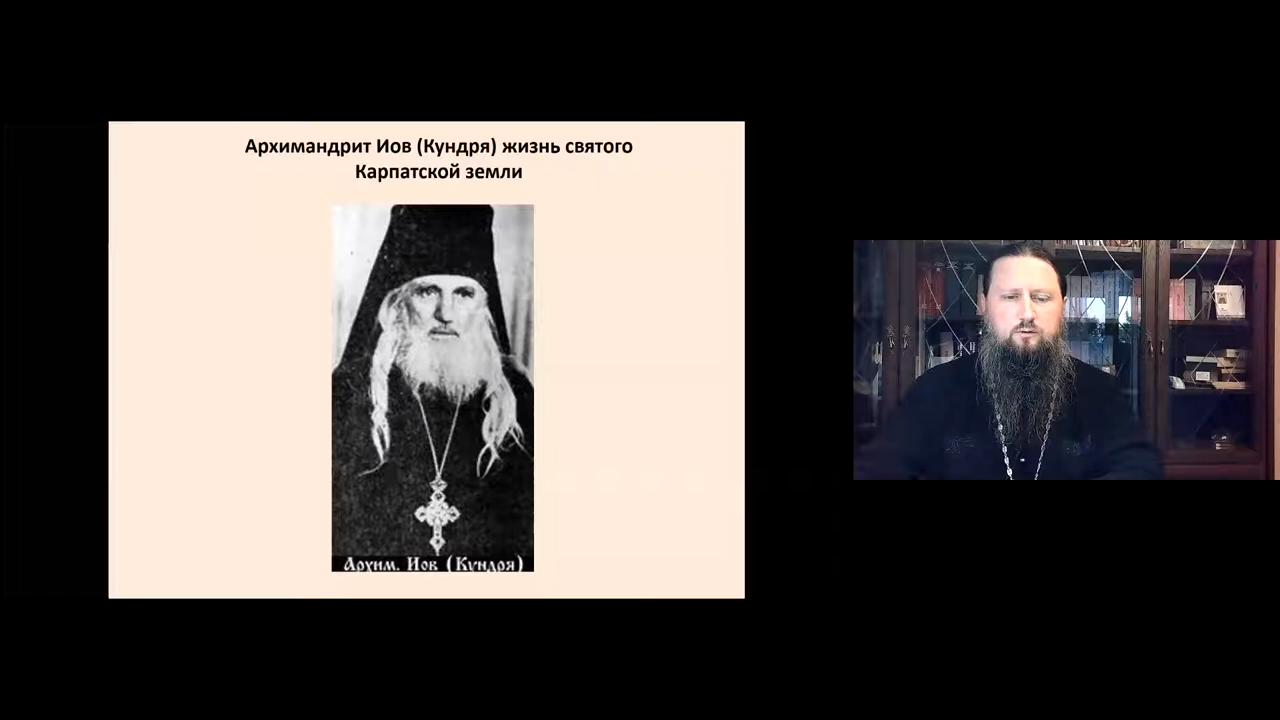 Архимандрит Иов (Кундря) жизнь святого
Карпатской земли
Архим. Иов (Кундря)